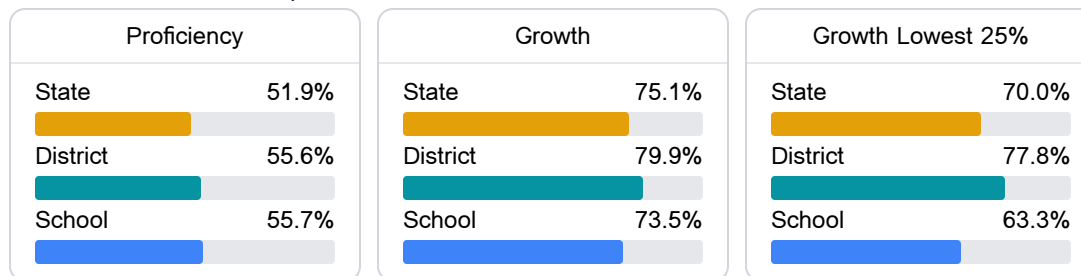 Proficiency
State 51.9%
District 55.6%
School 55.7%
Growth
State 75.1%
District 79.9%
School 73.5%
Growth Lowest 25%
State 70.0%
District 77.8%
School 63.3%